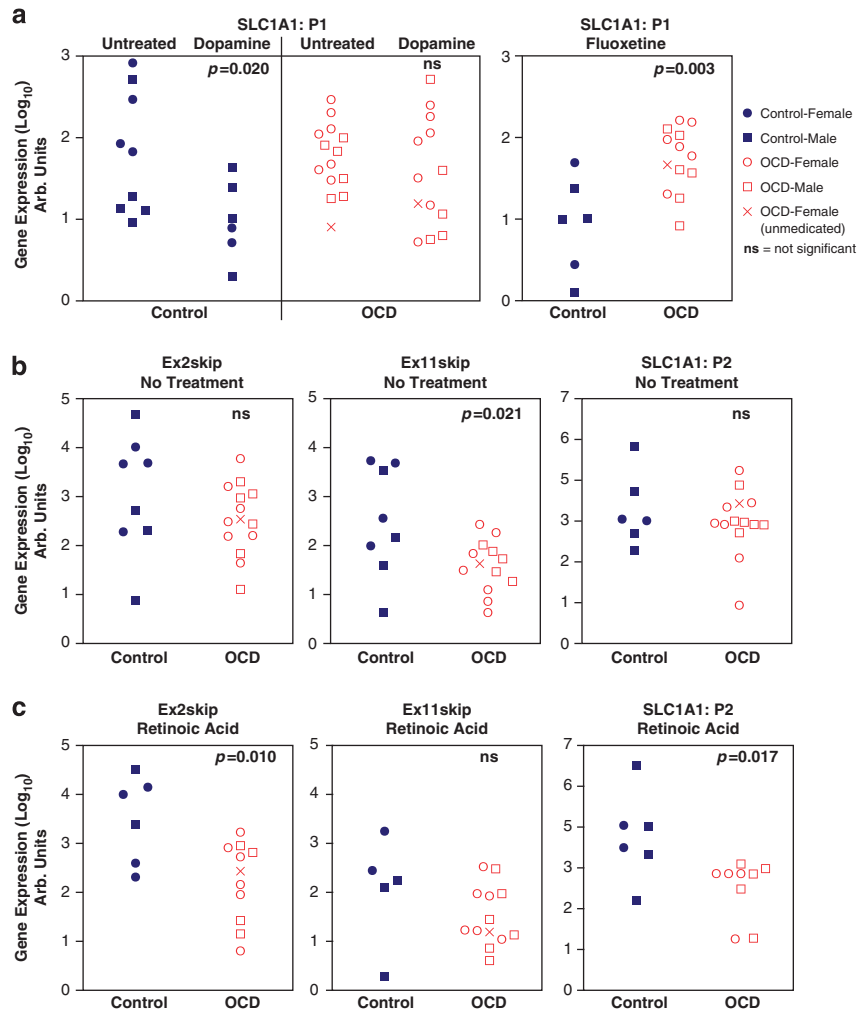 a
SLC1A1: P1
Untreated Dopamine Untreated Dopamine
p=0.020
ns
Gene Expression (Log10)
Arb. Units
3
2
1
0
Control
OCD
SLC1A1: P1
Fluoxetine
p=0.003
3
2
1
0
Control
OCD
Control-Female
Control-Male
OCD-Female
OCD-Male
OCD-Female
(unmedicated)
ns = not significant
b
Ex2skip
No Treatment
ns
Gene Expression (Log10)
Arb. Units
5
4
3
2
1
0
Control
OCD
Ex11skip
No Treatment
p=0.021
5
4
3
2
1
0
Control
OCD
SLC1A1: P2
No Treatment
ns
7
6
5
3
2
1
0
Control
OCD
c
Ex2skip
Retinoic Acid
p=0.010
Gene Expression (Log10)
Arb. Units
5
4
3
2
1
0
Control
OCD
Ex11skip
Retinoic Acid
ns
5
4
3
2
1
0
Control
OCD
SLC1A1: P2
Retinoic Acid
p=0.017
7
6
5
3
2
1
0
Control
OCD